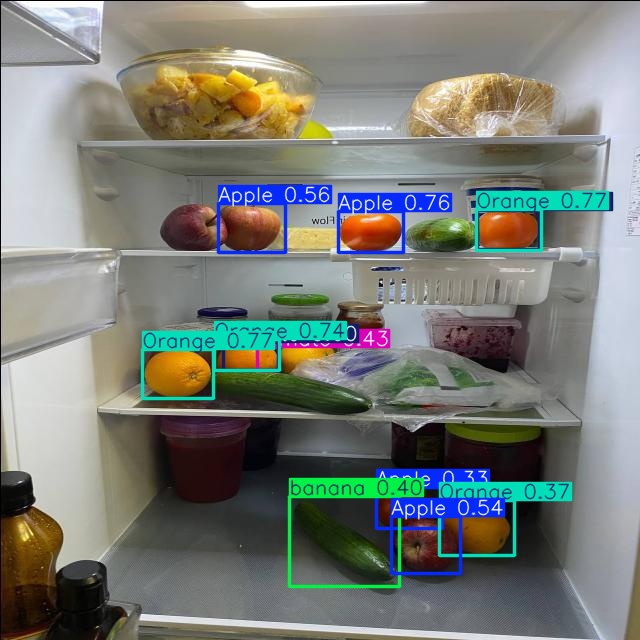 Apple 0.56
Apple 0.76
Orange 0.77
Flow
Orange 0.74
Orange 0.77
0.43
Apple 0.33
banana 0.40
Orange 0.37
Apple 0.54